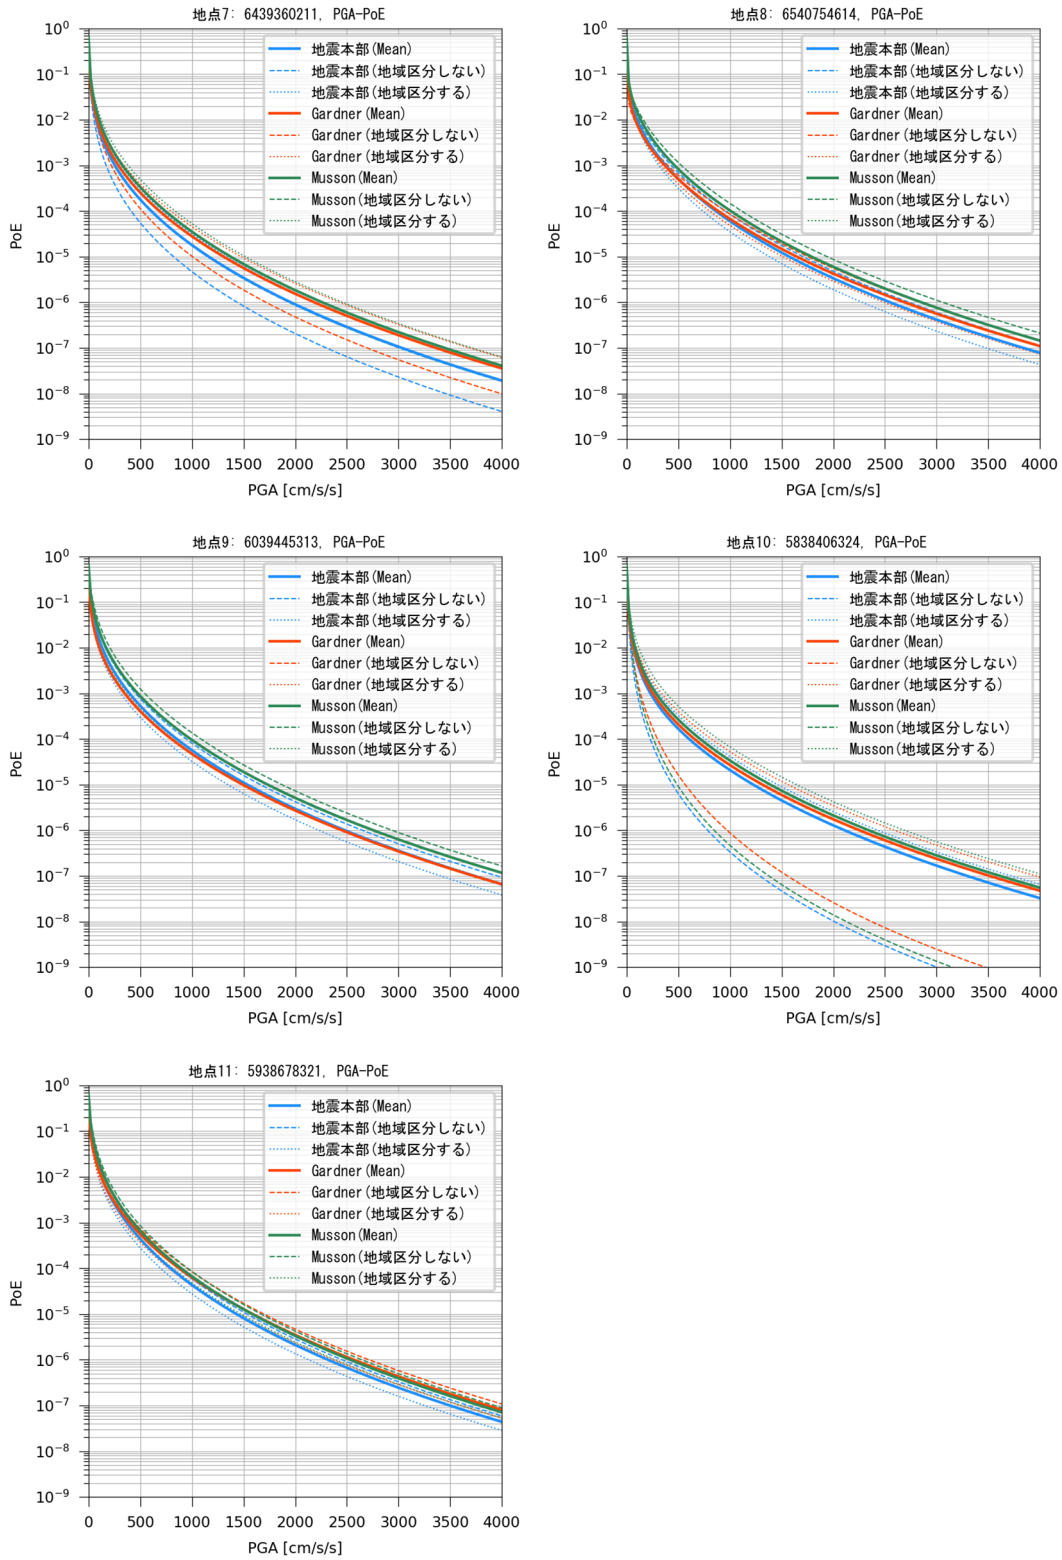 地点7: 6439360211, PGA-PoE
PoE
10⁰
10⁻¹
10⁻²
10⁻³
10⁻⁴
10⁻⁵
10⁻⁶
10⁻⁷
10⁻⁸
10⁻⁹
地震本部(Mean)
地震本部(地域区分しない)
地震本部(地域区分する)
Gardner(Mean)
Gardner(地域区分しない)
Gardner(地域区分する)
Musson(Mean)
Musson(地域区分しない)
Musson(地域区分する)
0 500 1000 1500 2000 2500 3000 3500 4000
PGA [cm/s/s]
地点8: 6540754614, PGA-PoE
PoE
10⁰
10⁻¹
10⁻²
10⁻³
10⁻⁴
10⁻⁵
10⁻⁶
10⁻⁷
10⁻⁸
10⁻⁹
地震本部(Mean)
地震本部(地域区分しない)
地震本部(地域区分する)
Gardner(Mean)
Gardner(地域区分しない)
Gardner(地域区分する)
Musson(Mean)
Musson(地域区分しない)
Musson(地域区分する)
0 500 1000 1500 2000 2500 3000 3500 4000
PGA [cm/s/s]
地点9: 6039445313, PGA-PoE
PoE
10⁰
10⁻¹
10⁻²
10⁻³
10⁻⁴
10⁻⁵
10⁻⁶
10⁻⁷
10⁻⁸
10⁻⁹
地震本部(Mean)
地震本部(地域区分しない)
地震本部(地域区分する)
Gardner(Mean)
Gardner(地域区分しない)
Gardner(地域区分する)
Musson(Mean)
Musson(地域区分しない)
Musson(地域区分する)
0 500 1000 1500 2000 2500 3000 3500 4000
PGA [cm/s/s]
地点10: 5838406324, PGA-PoE
PoE
10⁰
10⁻¹
10⁻²
10⁻³
10⁻⁴
10⁻⁵
10⁻⁶
10⁻⁷
10⁻⁸
10⁻⁹
地震本部(Mean)
地震本部(地域区分しない)
地震本部(地域区分する)
Gardner(Mean)
Gardner(地域区分しない)
Gardner(地域区分する)
Musson(Mean)
Musson(地域区分しない)
Musson(地域区分する)
0 500 1000 1500 2000 2500 3000 3500 4000
PGA [cm/s/s]
地点11: 5938678321, PGA-PoE
PoE
10⁰
10⁻¹
10⁻²
10⁻³
10⁻⁴
10⁻⁵
10⁻⁶
10⁻⁷
10⁻⁸
10⁻⁹
地震本部(Mean)
地震本部(地域区分しない)
地震本部(地域区分する)
Gardner(Mean)
Gardner(地域区分しない)
Gardner(地域区分する)
Musson(Mean)
Musson(地域区分しない)
Musson(地域区分する)
0 500 1000 1500 2000 2500 3000 3500 4000
PGA [cm/s/s]